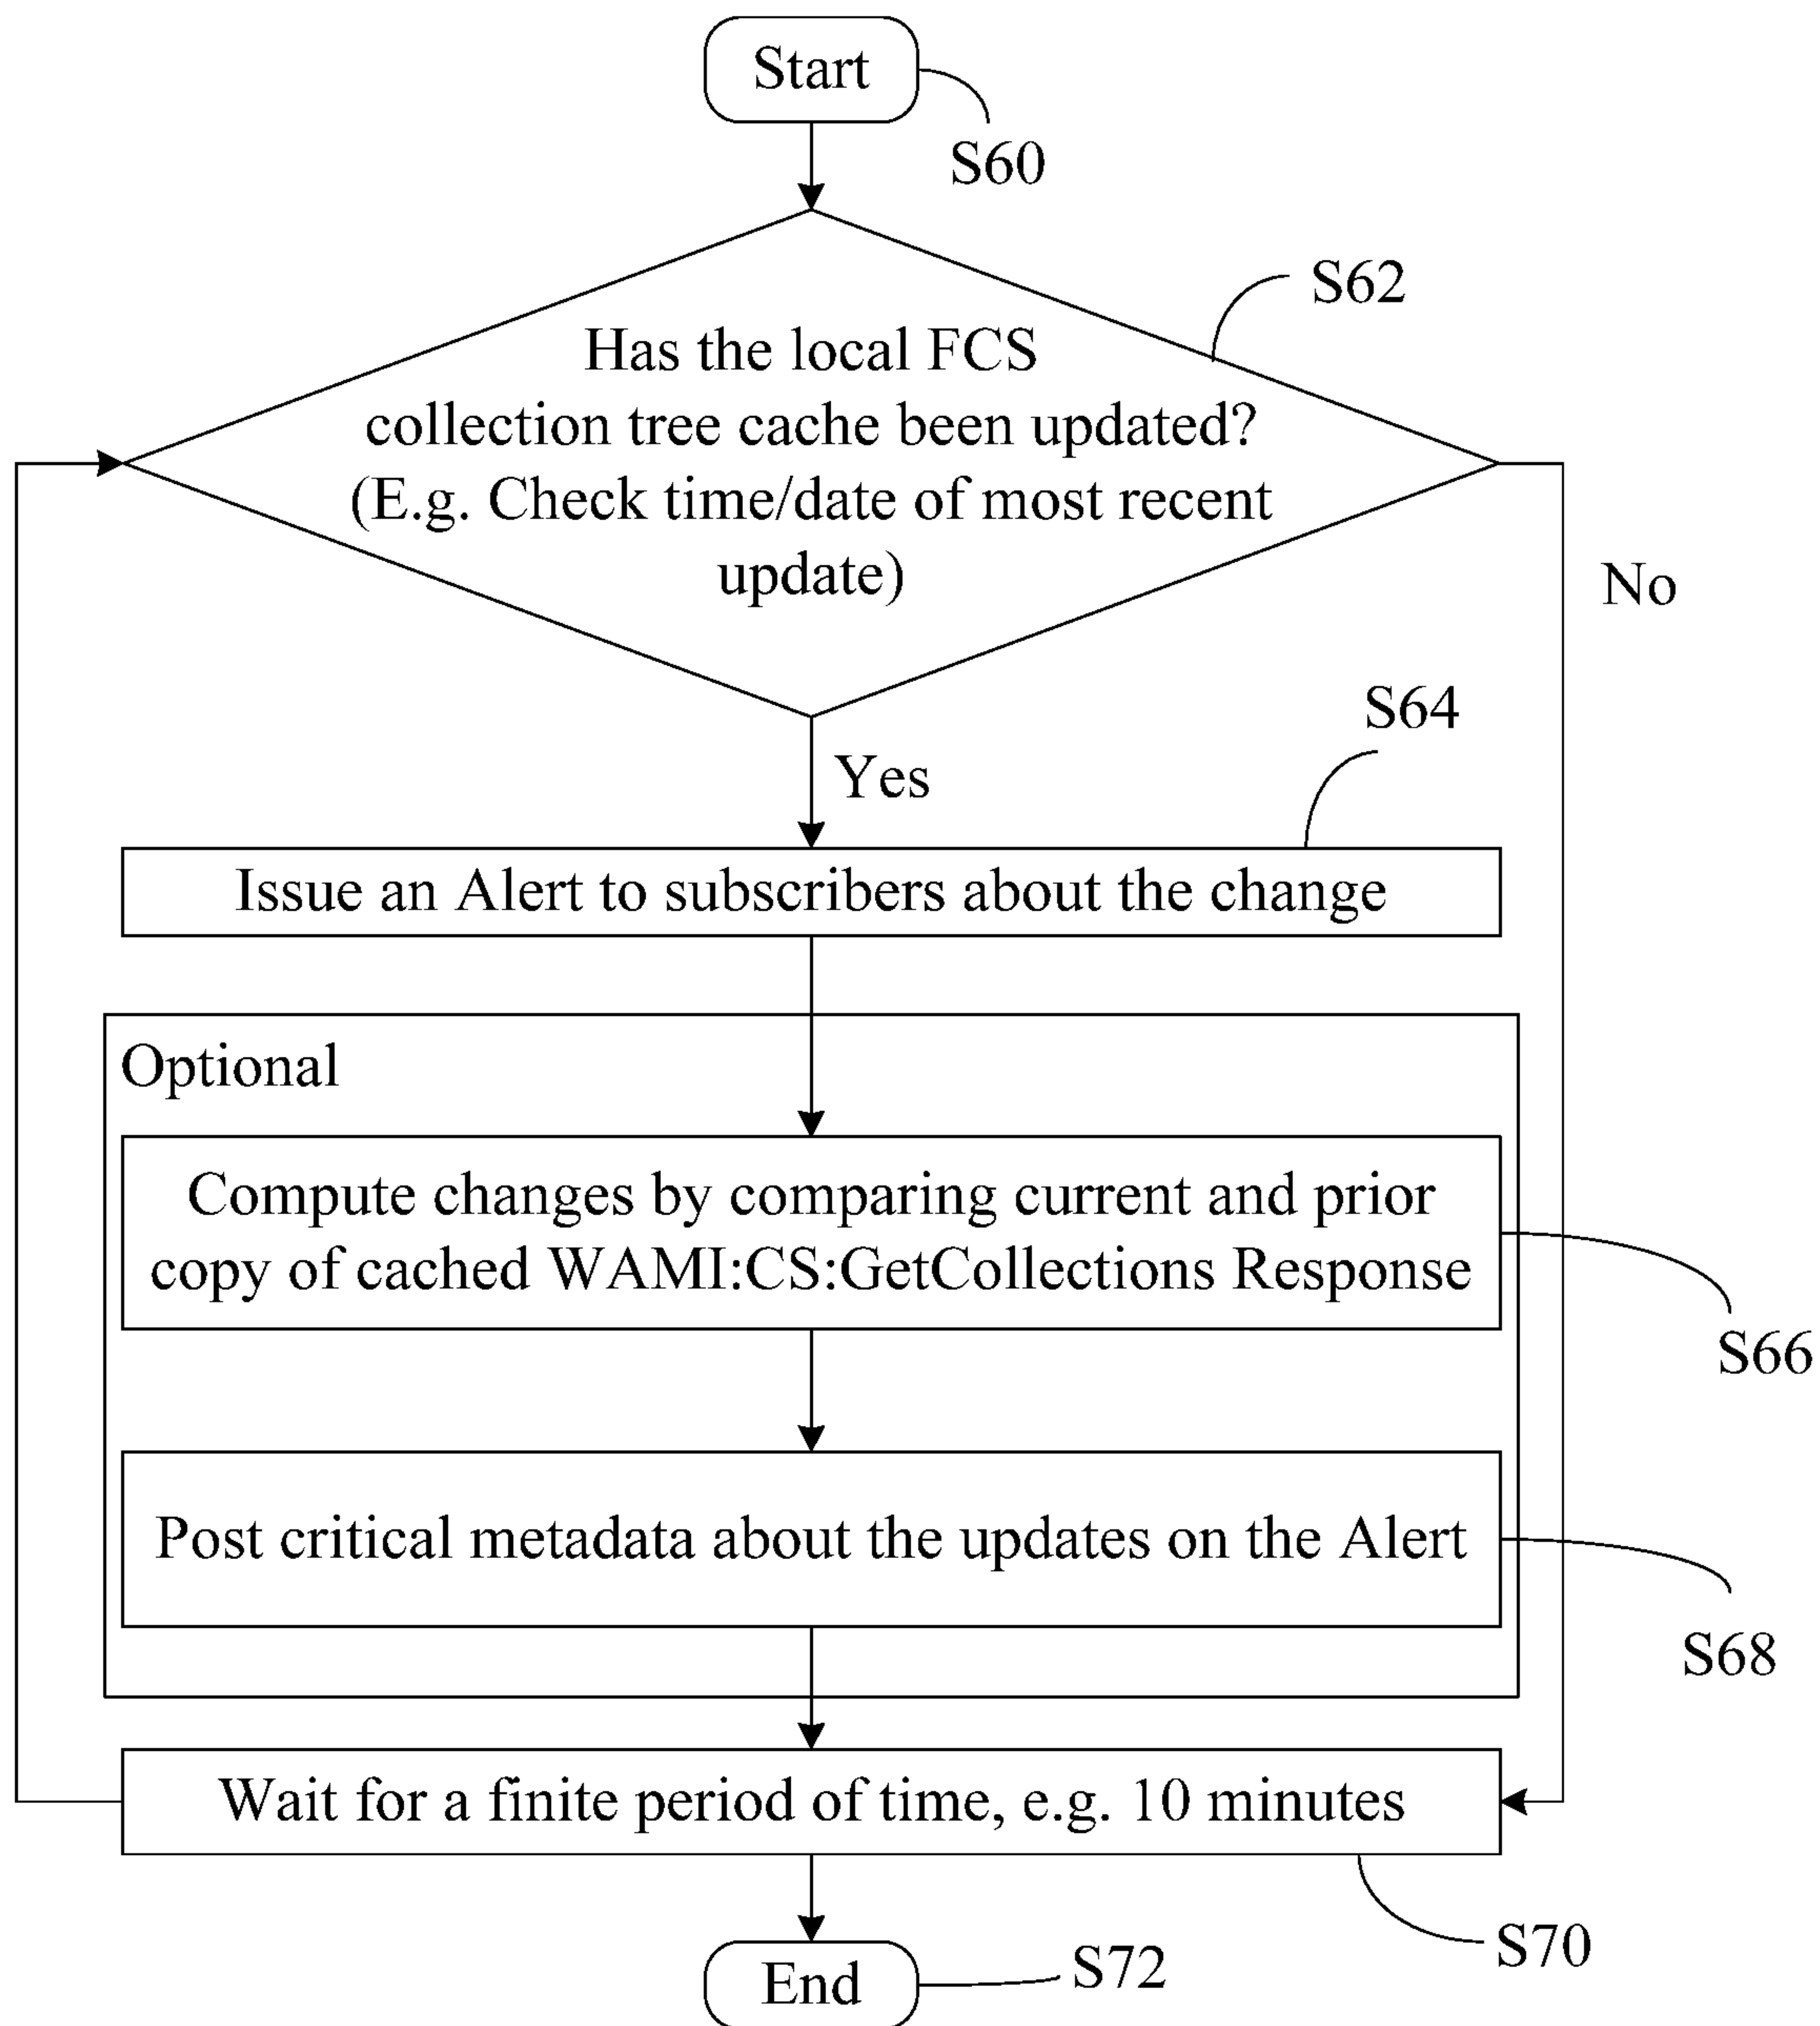 Start
S60
S62
Has the local FCS
collection tree cache been updated?
(E.g. Check time/date of most recent
update)
No
S64
Yes
Issue an Alert to subscribers about the change
Optional
Compute changes by comparing current and prior
copy of cached WAMI:CS:GetCollections Response
S66
Post critical metadata about the updates on the Alert
S68
Wait for a finite period of time, e.g. 10 minutes
S70
End
S72